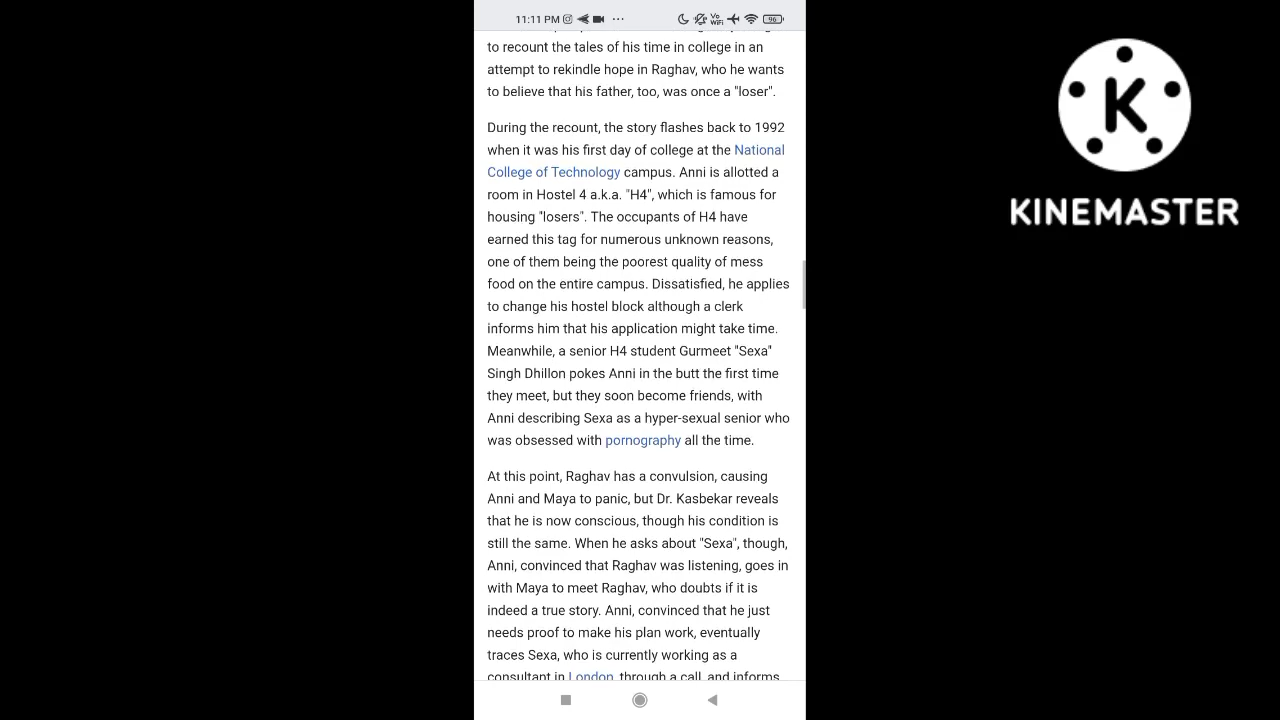 11:11 PM
Vo
WiFi
96
to recount the tales of his time in college in an
attempt to rekindle hope in Raghav, who he wants
to believe that his father, too, was once a "loser".
During the recount, the story flashes back to 1992
when it was his first day of college at the National
College of Technology campus. Anni is allotted a
room in Hostel 4 a.k.a. "H4", which is famous for
housing "losers". The occupants of H4 have
earned this tag for numerous unknown reasons,
one of them being the poorest quality of mess
food on the entire campus. Dissatisfied, he applies
to change his hostel block although a clerk
informs him that his application might take time.
Meanwhile, a senior H4 student Gurmeet "Sexa"
Singh Dhillon pokes Anni in the butt the first time
they meet, but they soon become friends, with
Anni describing Sexa as a hyper-sexual senior who
was obsessed with pornography all the time.
At this point, Raghav has a convulsion, causing
Anni and Maya to panic, but Dr. Kasbekar reveals
that he is now conscious, though his condition is
still the same. When he asks about "Sexa", though,
Anni, convinced that Raghav was listening, goes in
with Maya to meet Raghav, who doubts if it is
indeed a true story. Anni, convinced that he just
needs proof to make his plan work, eventually
traces Sexa, who is currently working as a
consultant in London, through a call, and informs
K
KINEMASTER